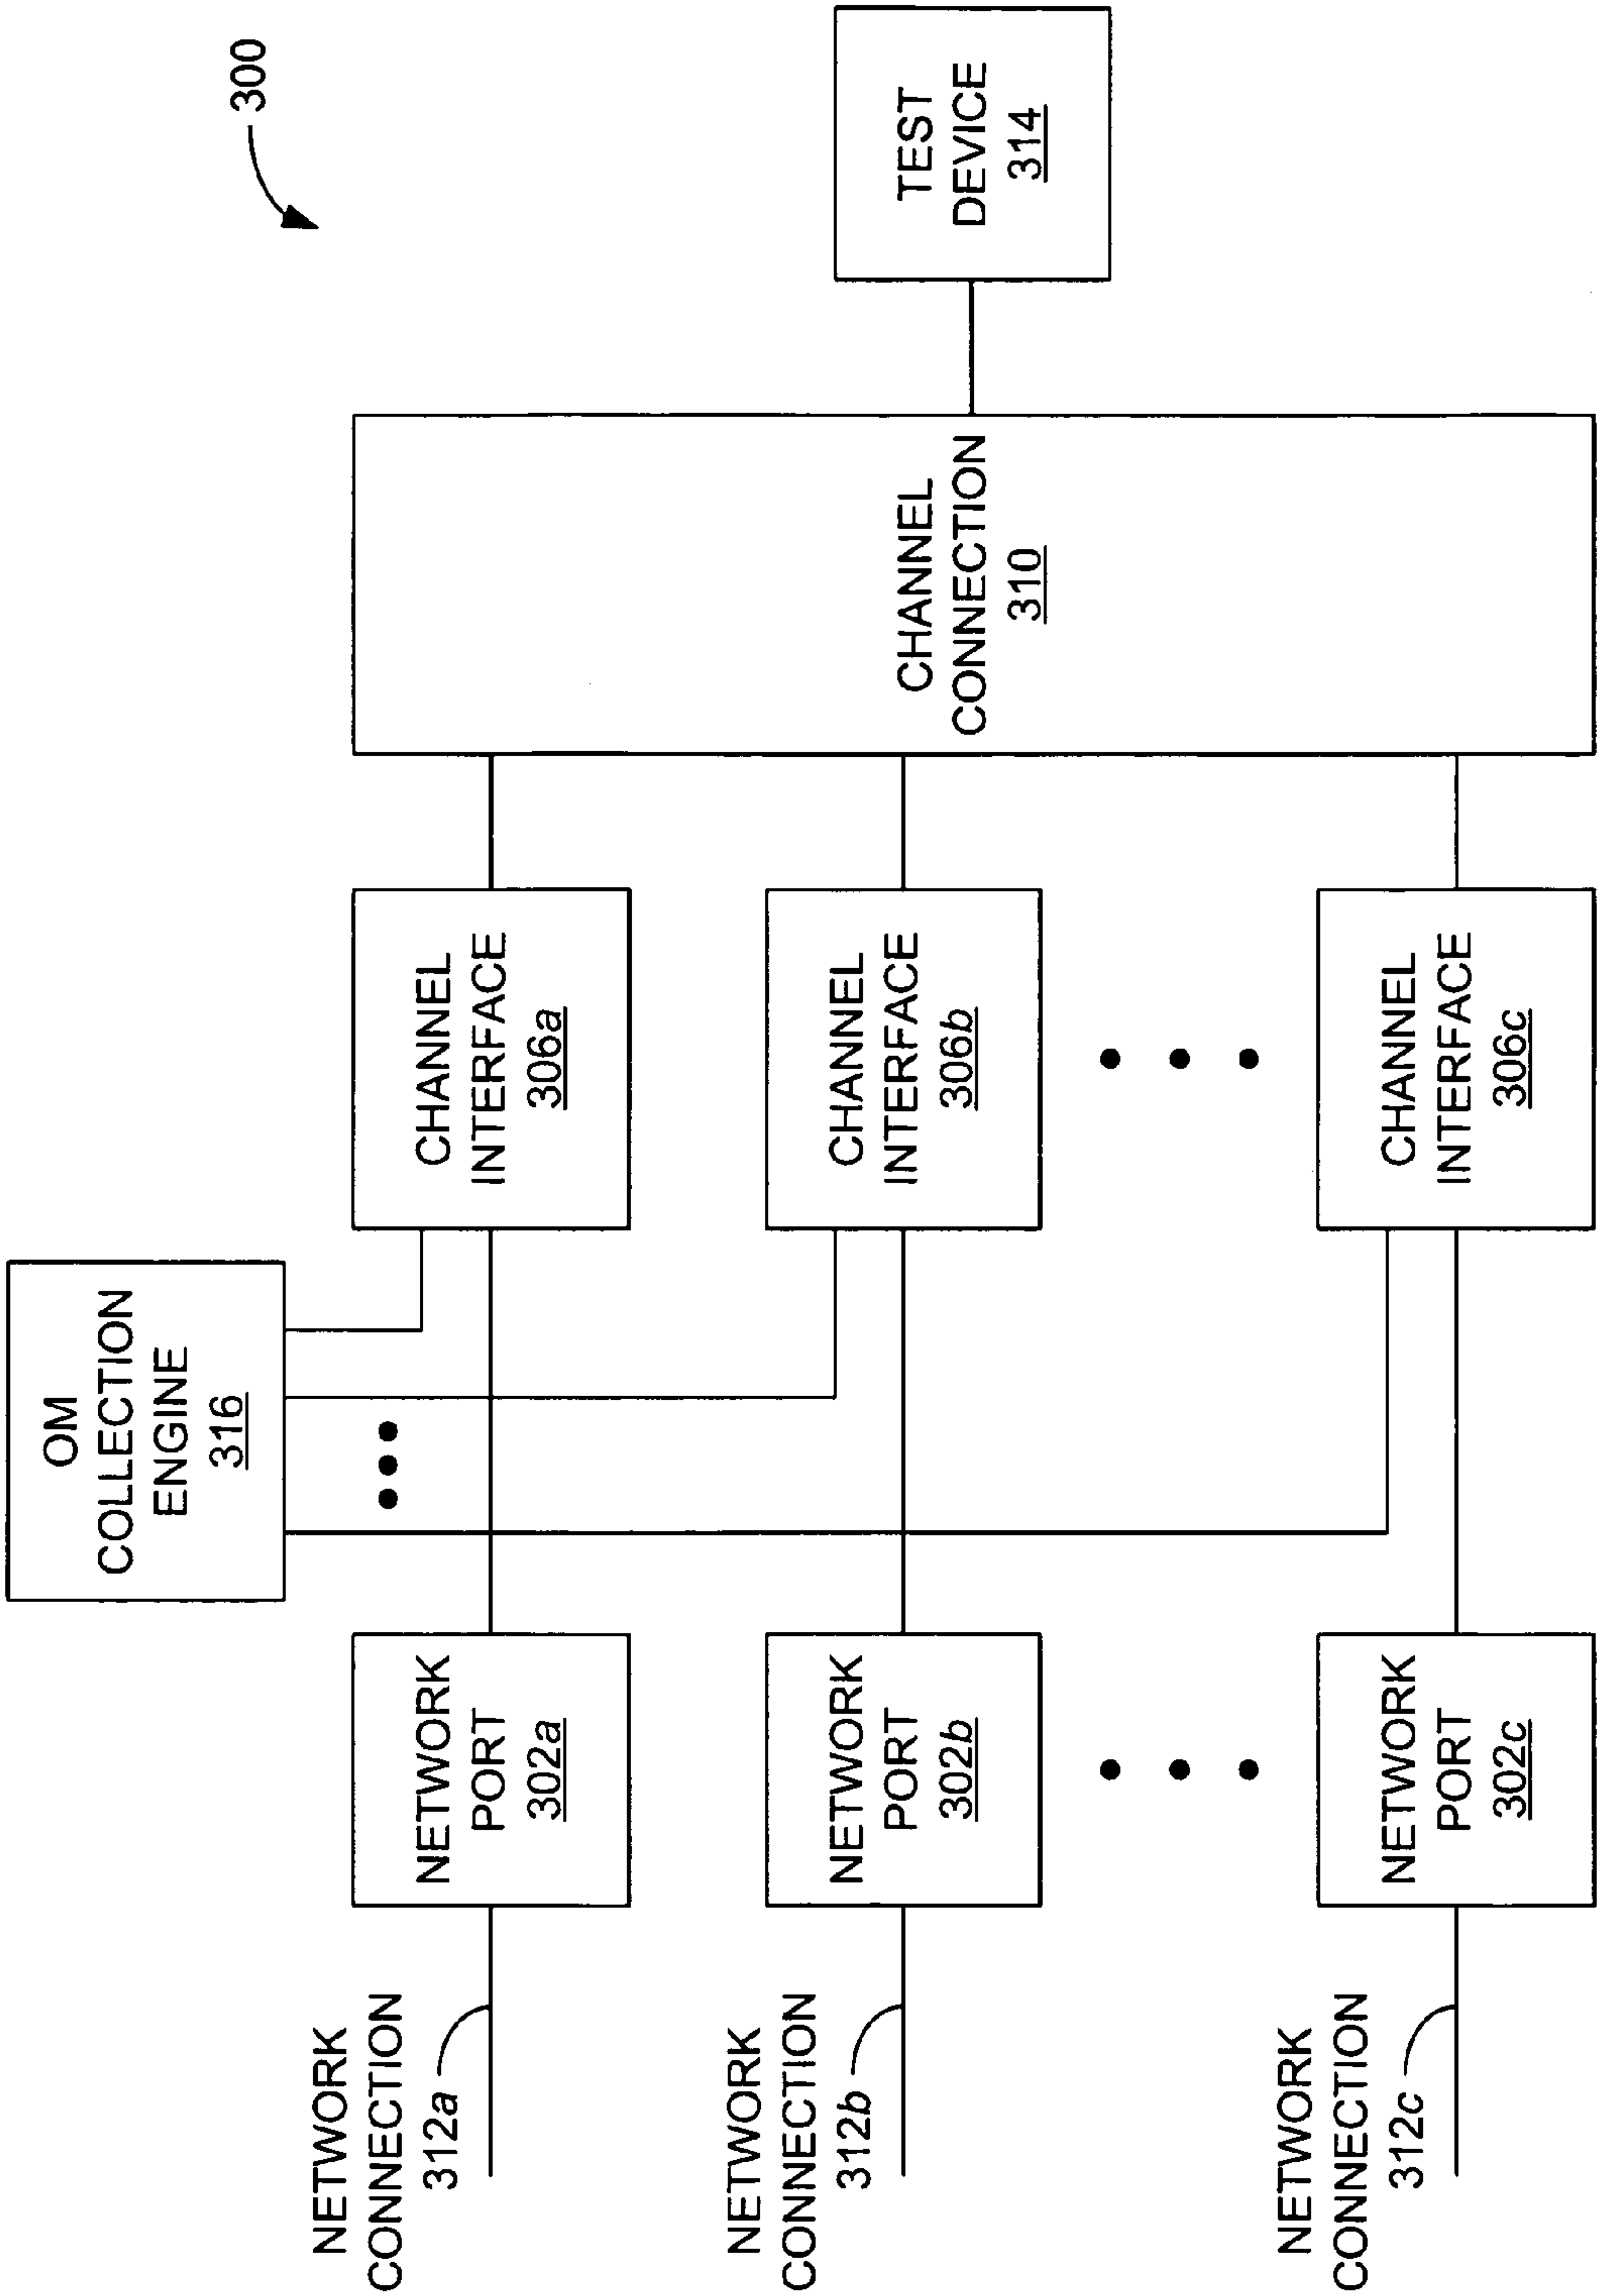 300
OM
COLLECTION
ENGINE
316
NETWORK
CONNECTION
312a
NETWORK
PORT
302a
CHANNEL
INTERFACE
306a
NETWORK
CONNECTION
312b
NETWORK
PORT
302b
CHANNEL
INTERFACE
306b
NETWORK
CONNECTION
312c
NETWORK
PORT
302c
CHANNEL
INTERFACE
306c
CHANNEL
CONNECTION
310
TEST
DEVICE
314